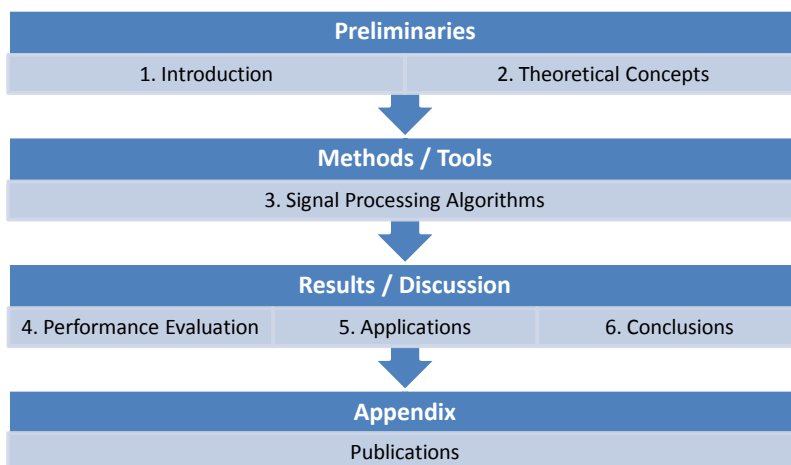 Preliminaries
1. Introduction 2. Theoretical Concepts
Methods / Tools
3. Signal Processing Algorithms
Results / Discussion
4. Performance Evaluation 5. Applications 6. Conclusions
Appendix
Publications